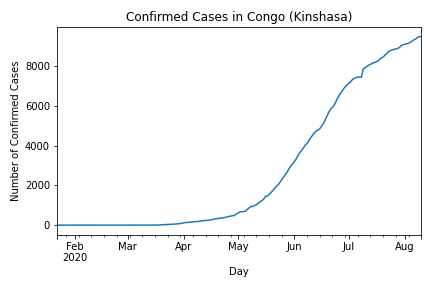 Confirmed Cases in Congo (Kinshasa)
Number of Confirmed Cases
8000
6000
4000
2000
0
Feb Mar Apr May Jun Jul Aug
2020
Day